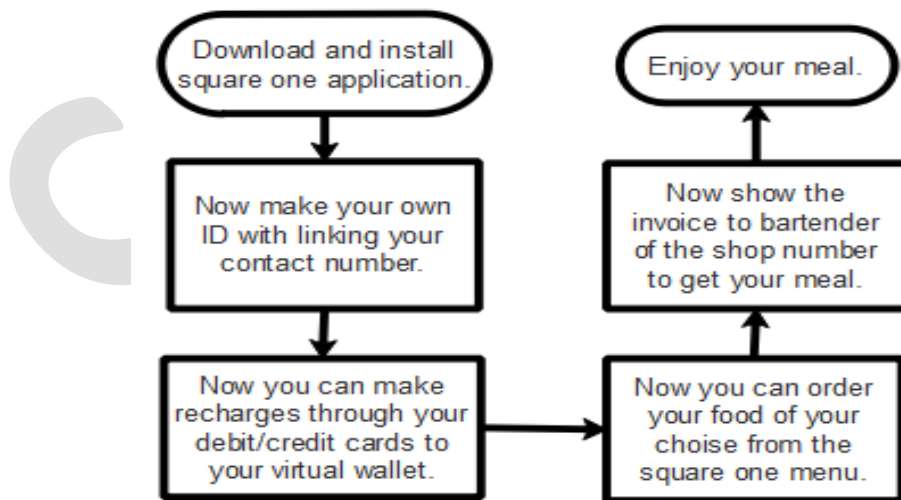 Download and install
square one application.
Now make your own
ID with linking your
contact number.
Now you can make
recharges through your
debit/credit cards to
your virtual wallet.
Now you can order
your food of your
choise from the
square one menu.
Now show the
invoice to bartender
of the shop number
to get your meal.
Enjoy your meal.